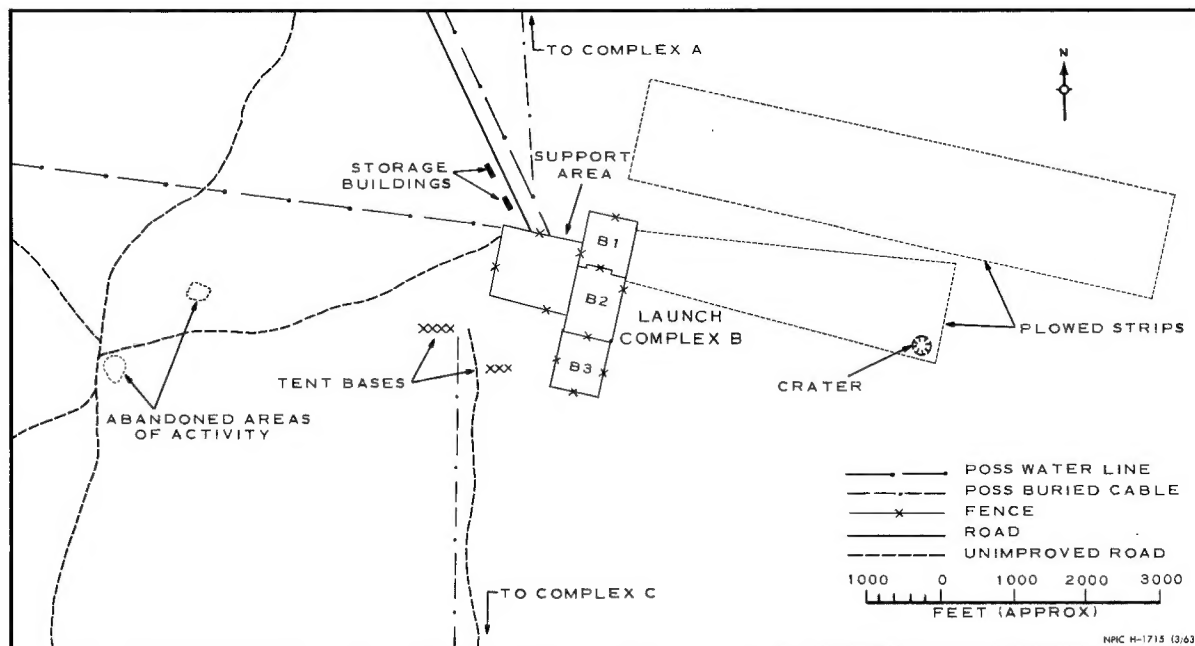 TO COMPLEX A
N
STORAGE
BUILDINGS
SUPPORT
AREA
B1
B2
B3
LAUNCH
COMPLEX B
PLOWED STRIPS
CRATER
TENT BASES
ABANDONED AREAS
OF ACTIVITY
TO COMPLEX C
POSS WATER LINE
POSS BURIED CABLE
FENCE
ROAD
UNIMPROVED ROAD
1000 0 1000 2000 3000
FEET (APPROX)
NPIC H-1715 (3/63